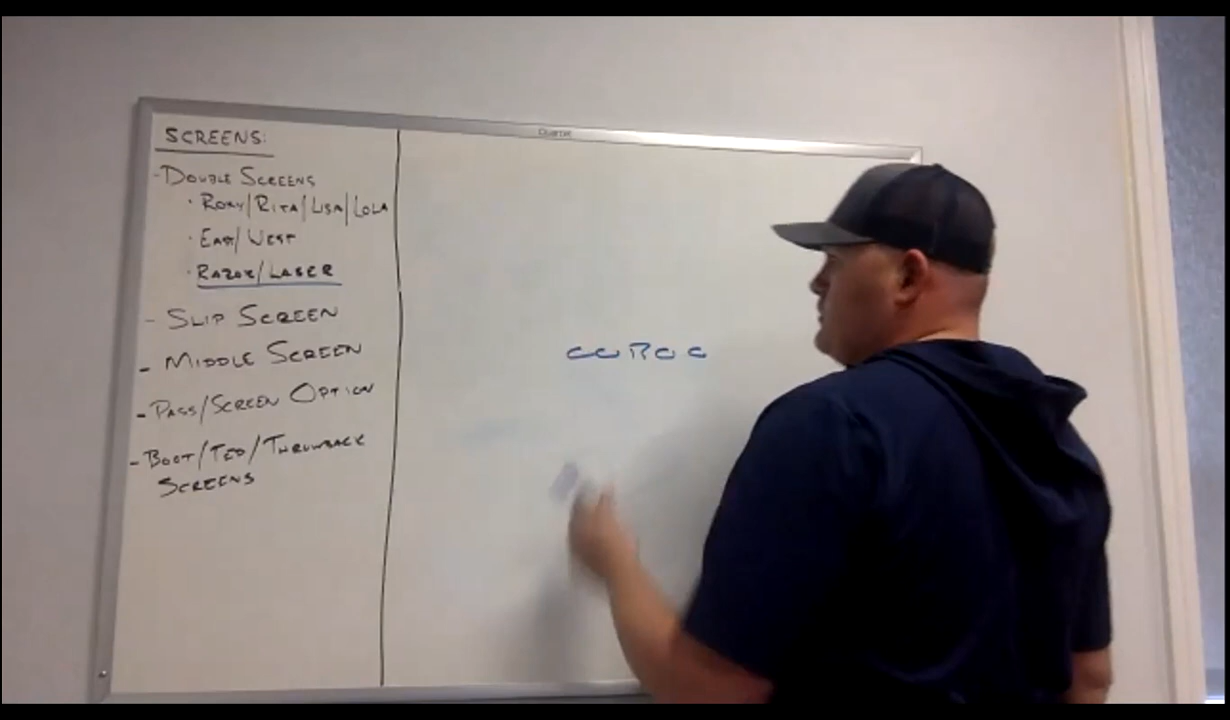 SCREENS:
- DOUBLE SCREENS
· ROXY/RITA/LISA/LOLA
· EAST/WEST
· RAZOR/LASER
- SLIP SCREEN
- MIDDLE SCREEN
- PASS/SCREEN OPTION
- BOOT/TED/THROWBACK
SCREENS
Quartet